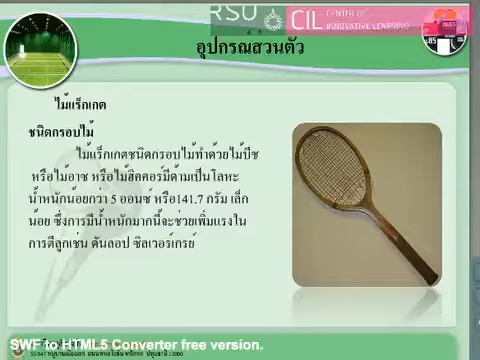 RSU CIL CENTER OF
INNOVATIVE LEARNING
อุปกรณ์ส่วนตัว
ไม้แร็กเกต
ชนิดกรอบไม้
ไม้แร็กเกตชนิดกรอบไม้ทำด้วยไม้บีช
หรือไม้อาช หรือไม้ฮิคคอรี่มีด้ามเป็นโลหะ
น้ำหนักน้อยกว่า 5 ออนซ์ หรือ141.7 กรัม เล็ก
น้อย ซึ่งการมีน้ำหนักมากนี้จะช่วยเพิ่มแรงใน
การตีลูกเช่น ดันลอป ซิลเวอร์เกรย์
SWF to HTML5 Converter free version.